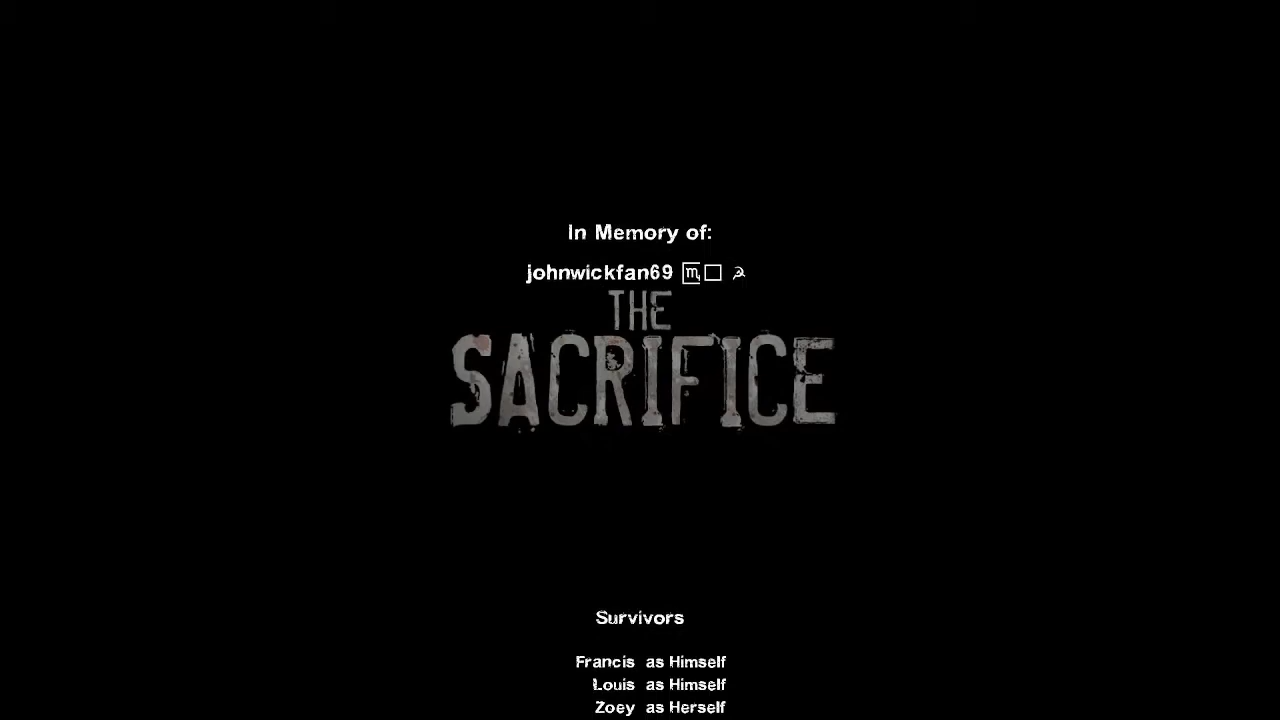 In Memory of:
johnwickfan69 ♏□ ☭
THE
SACRIFICE
Survivors
Francis as Himself
Louis as Himself
Zoey as Herself